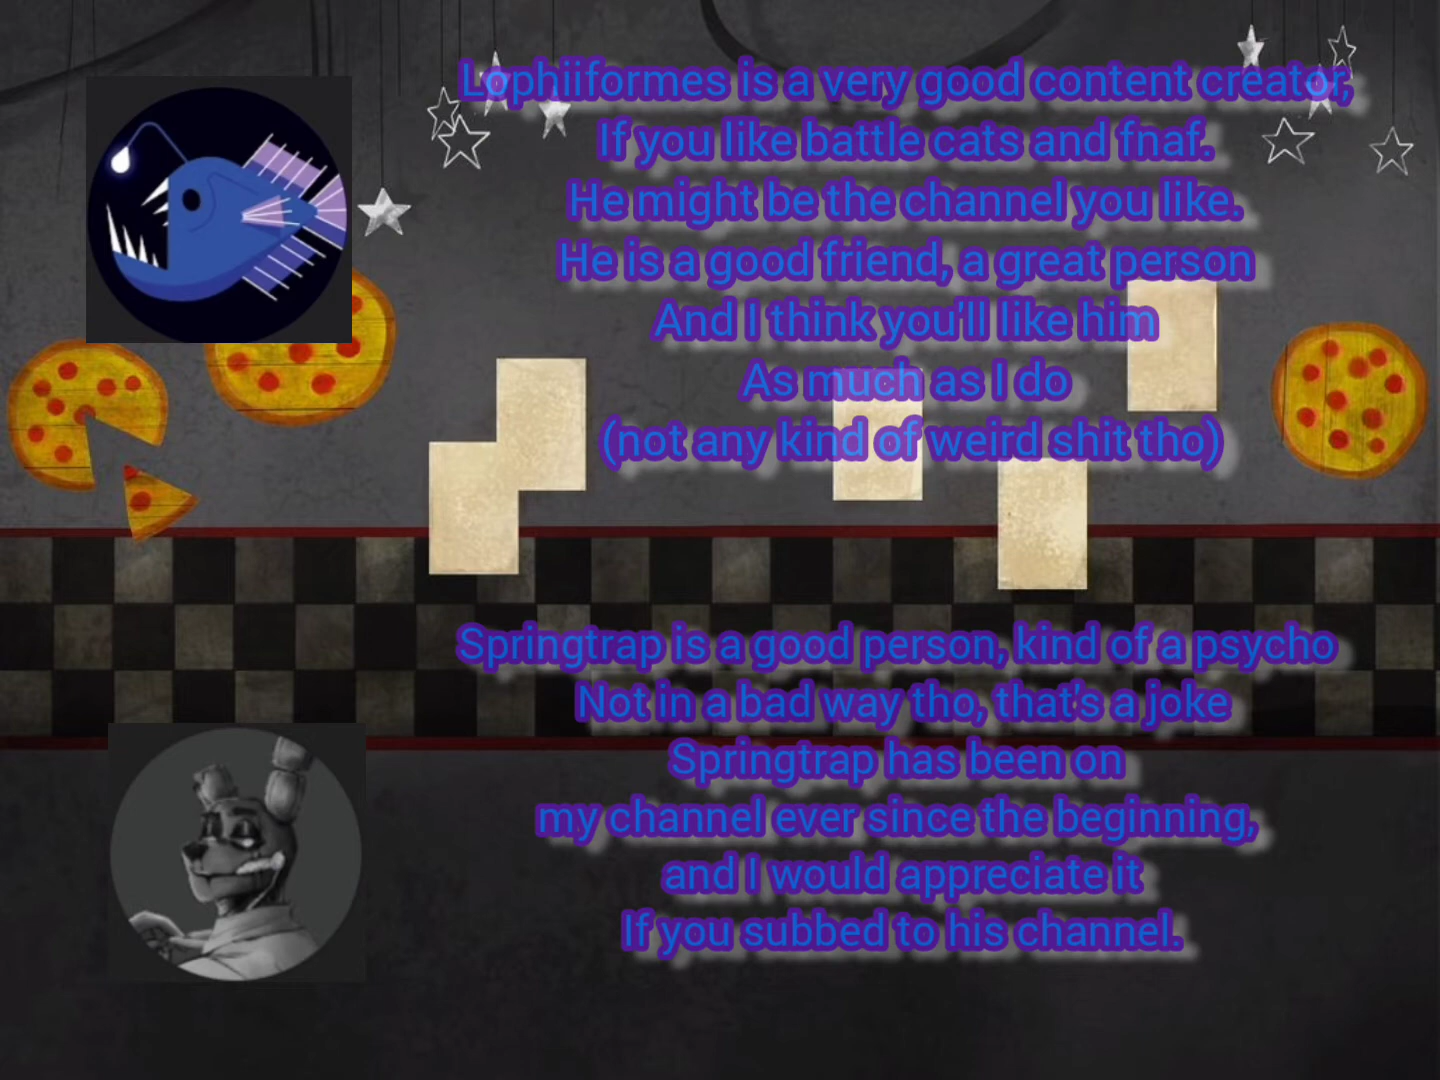 Lophiiformes is a very good content creator,
If you like battle cats and fnaf.
He might be the channel you like.
He is a good friend, a great person
And I think you'll like him
As much as I do
(not any kind of weird shit tho)
Springtrap is a good person, kind of a psycho
Not in a bad way tho, that's a joke
Springtrap has been on
my channel ever since the beginning,
and I would appreciate it
If you subbed to his channel.